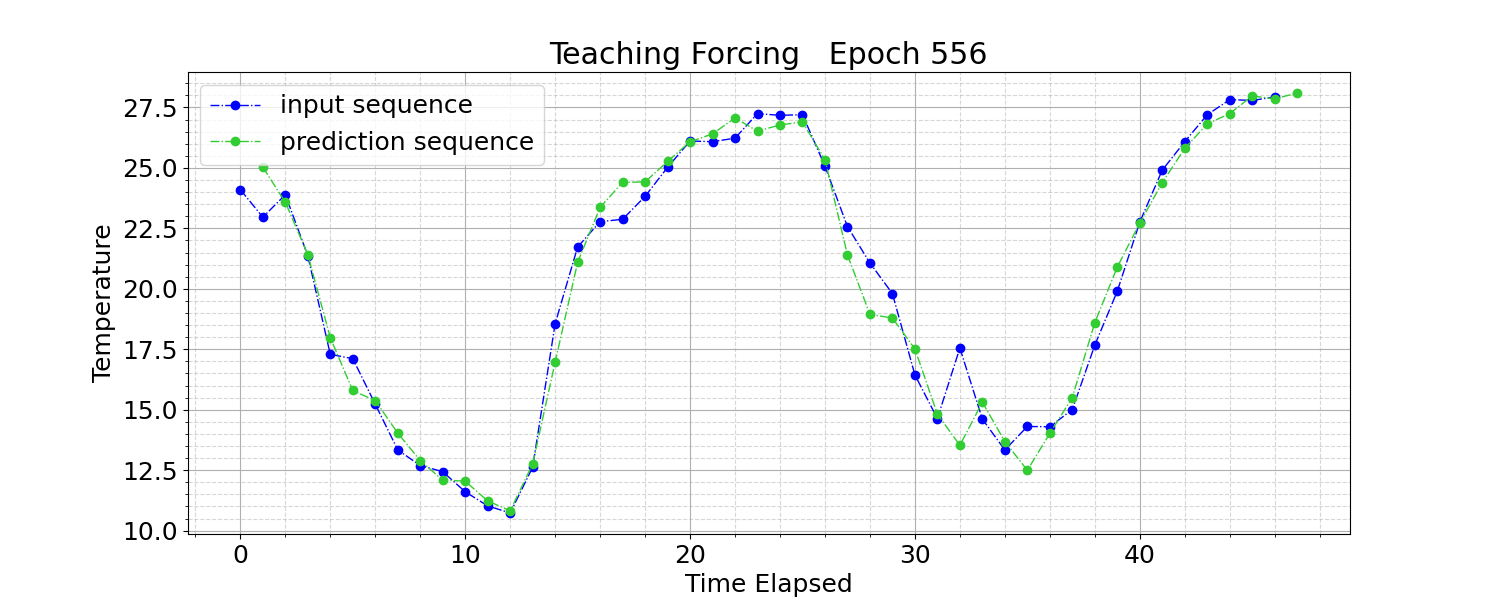 Teaching Forcing   Epoch 556
input sequence
prediction sequence
27.5
25.0
22.5
20.0
17.5
15.0
12.5
10.0
Temperature
0 10 20 30 40
Time Elapsed